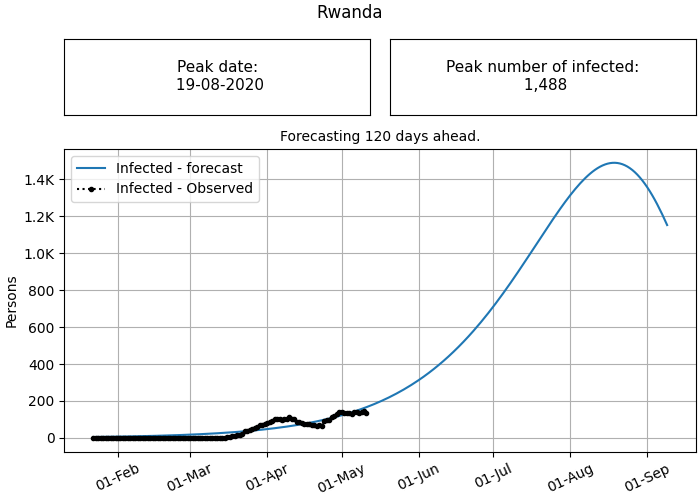 Rwanda
Peak date:
19-08-2020
Peak number of infected:
1,488
Forecasting 120 days ahead.
Infected - forecast
Infected - Observed
1.4K
1.2K
1.0K
800
600
400
200
0
Persons
01-Feb
01-Mar
01-Apr
01-May
01-Jun
01-Jul
01-Aug
01-Sep